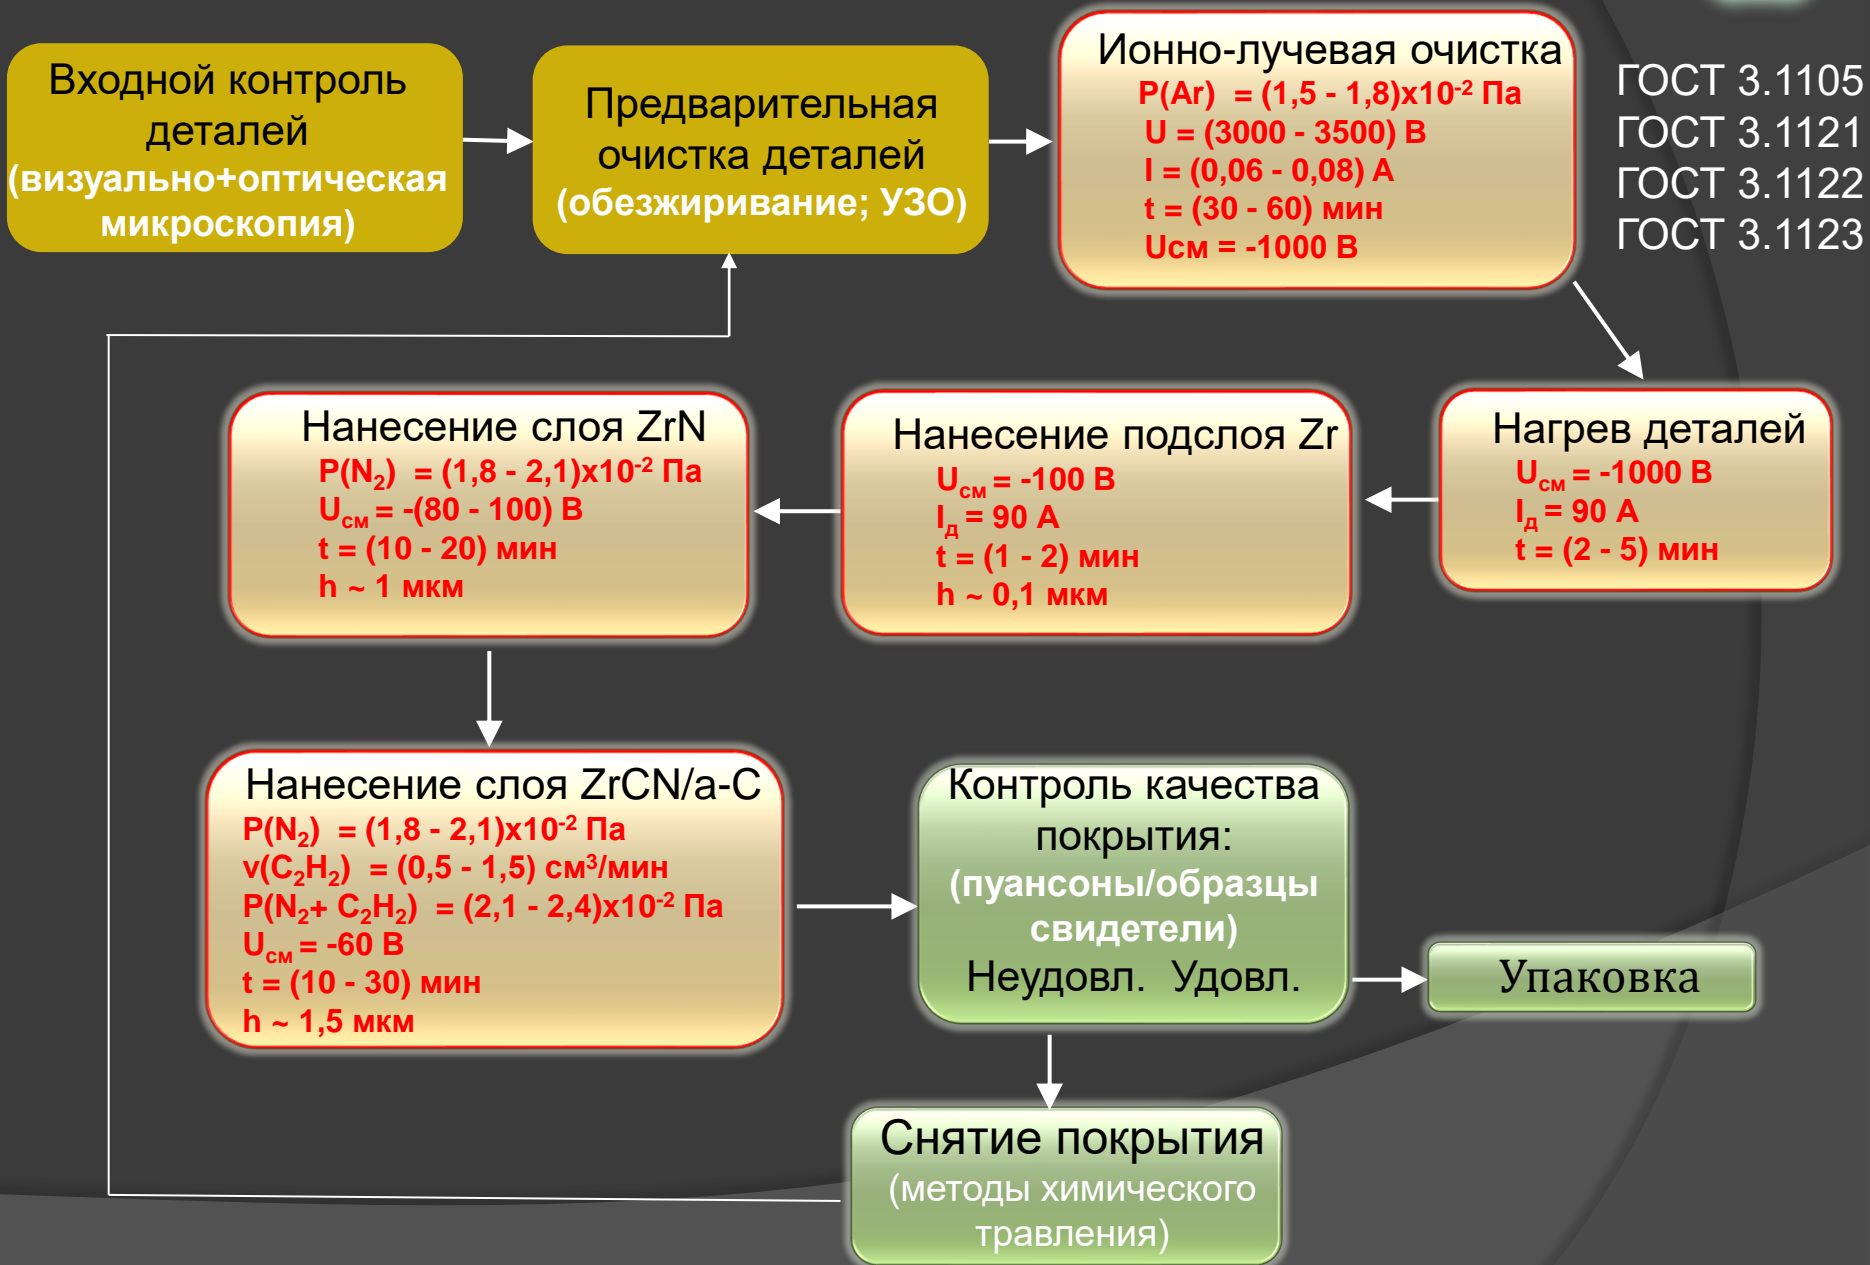 Входной контроль
деталей
(визуально+оптическая
микроскопия)
Предварительная
очистка деталей
(обезжиривание; УЗО)
Ионно-лучевая очистка
P(Ar) = (1,5 - 1,8)x10⁻² Па
U = (3000 - 3500) В
I = (0,06 - 0,08) А
t = (30 - 60) мин
Uсм = -1000 В
ГОСТ 3.1105
ГОСТ 3.1121
ГОСТ 3.1122
ГОСТ 3.1123
Нагрев деталей
Uсм = -1000 В
Iд = 90 А
t = (2 - 5) мин
Нанесение подслоя Zr
Uсм = -100 В
Iд = 90 А
t = (1 - 2) мин
h ~ 0,1 мкм
Нанесение слоя ZrN
P(N₂) = (1,8 - 2,1)x10⁻² Па
Uсм = -(80 - 100) В
t = (10 - 20) мин
h ~ 1 мкм
Нанесение слоя ZrCN/a-C
P(N₂) = (1,8 - 2,1)x10⁻² Па
v(C₂H₂) = (0,5 - 1,5) см³/мин
P(N₂+ C₂H₂) = (2,1 - 2,4)x10⁻² Па
Uсм = -60 В
t = (10 - 30) мин
h ~ 1,5 мкм
Контроль качества
покрытия:
(пуансоны/образцы
свидетели)
Неудовл. Удовл.
Упаковка
Снятие покрытия
(методы химического
травления)